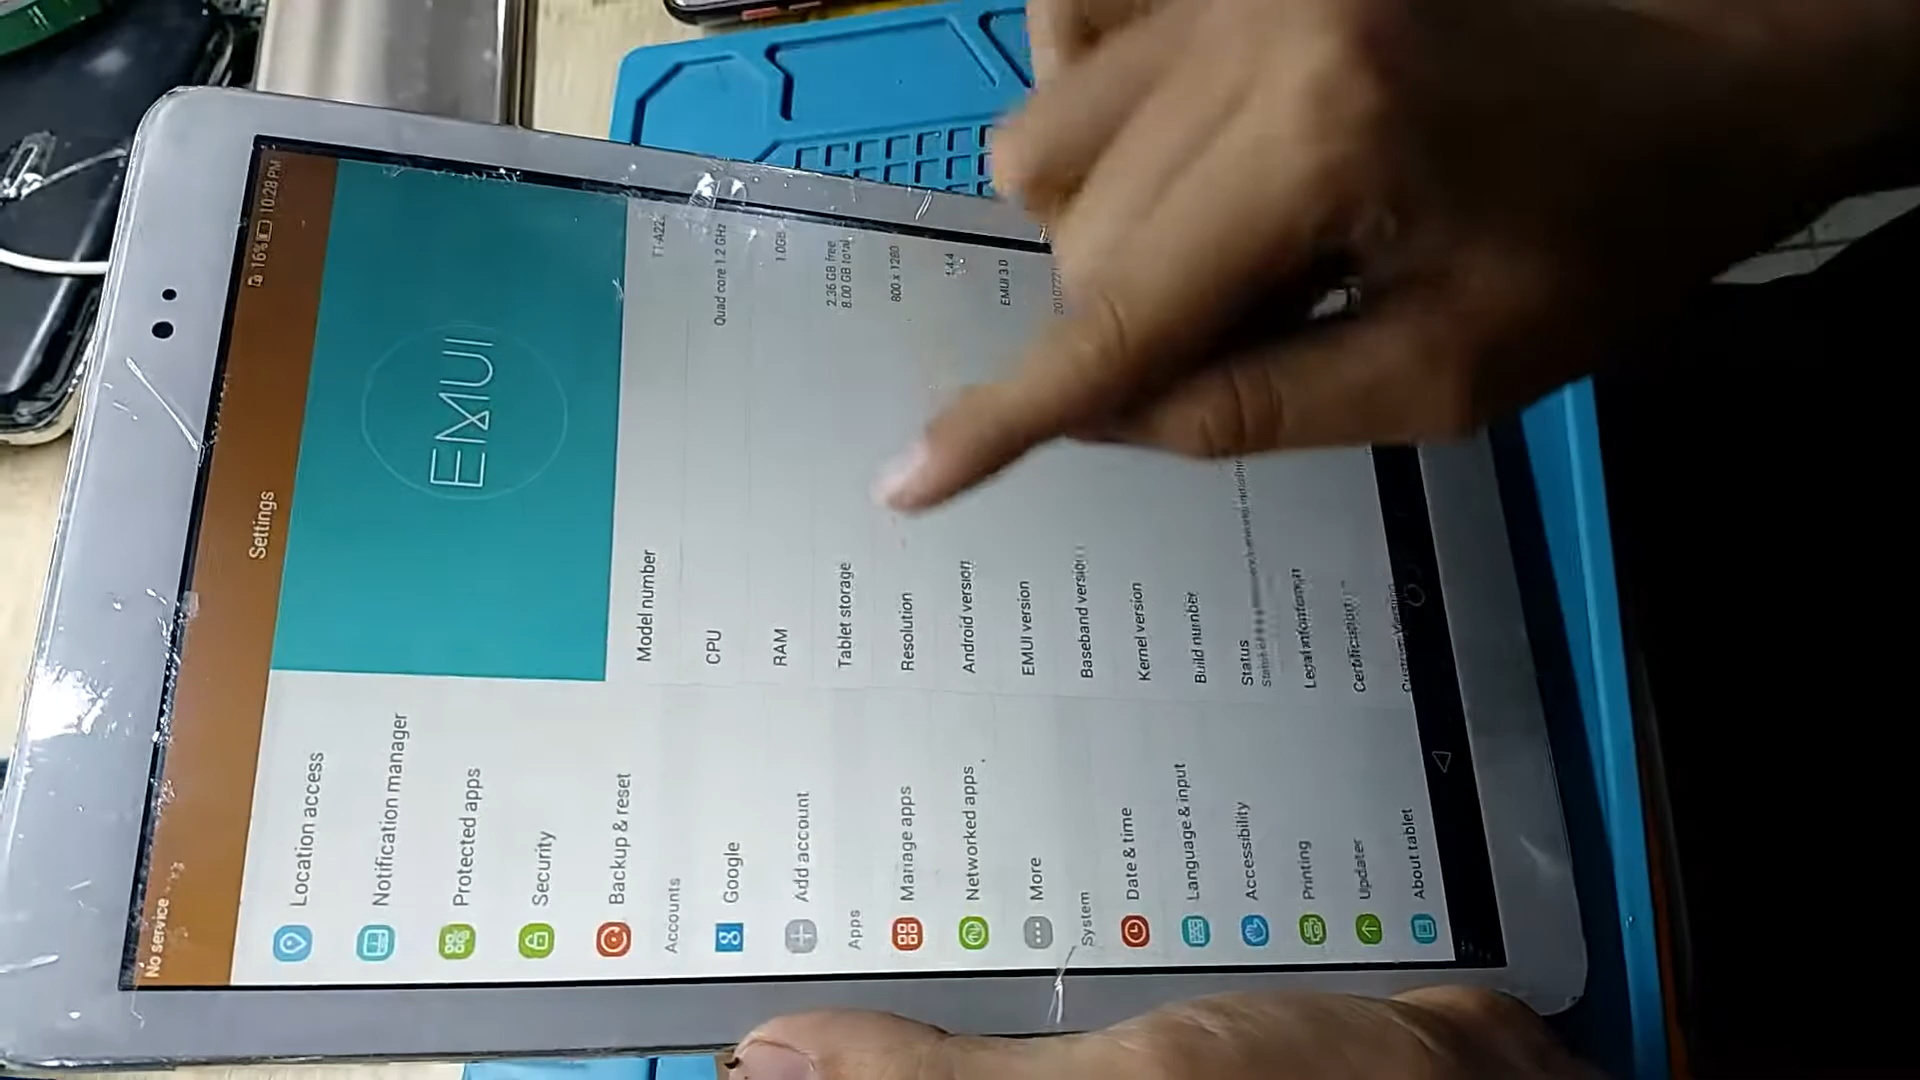 No service
16% 10:28 PM
Settings
Location access
Notification manager
Protected apps
Security
Backup & reset
Accounts
Google
Add account
Apps
Manage apps
Networked apps
More
System
Date & time
Language & input
Accessibility
Printing
Updater
About tablet
EMUI
Model number
CPU Quad core 1.2 GHz
RAM 1.0GB
Tablet storage 2.36 GB free
8.00 GB total
Resolution 800 x 1280
Android version 4.4.4
EMUI version EMUI 3.0
Baseband version
Kernel version
Build number
Status
Legal information
Certification